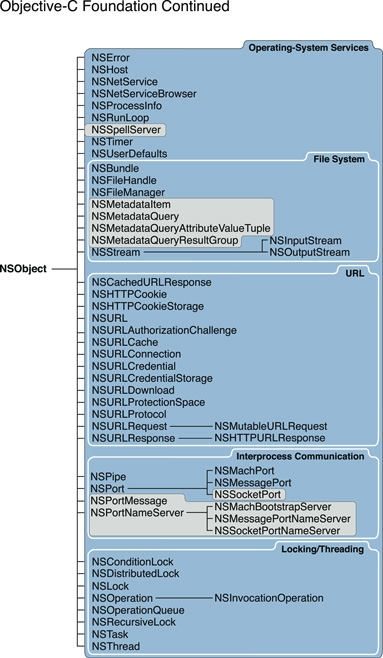 Objective-C Foundation Continued
Operating-System Services
NSError
NSHost
NSNetService
NSNetServiceBrowser
NSProcessInfo
NSRunLoop
NSSpellServer
NSTimer
NSUserDefaults
File System
NSBundle
NSFileHandle
NSFileManager
NSMetadataItem
NSMetadataQuery
NSMetadataQueryAttributeValueTuple
NSMetadataQueryResultGroup
NSInputStream
NSStream
NSOutputStream
NSObject
URL
NSCachedURLResponse
NSHTTPCookie
NSHTTPCookieStorage
NSURL
NSURLAuthorizationChallenge
NSURLCache
NSURLConnection
NSURLCredential
NSURLCredentialStorage
NSURLDownload
NSURLProtectionSpace
NSURLProtocol
NSURLRequest NSMutableURLRequest
NSURLResponse NSHTTPURLResponse
Interprocess Communication
NSMachPort
NSPipe
NSMessagePort
NSPort
NSSocketPort
NSPortMessage
NSMachBootstrapServer
NSPortNameServer
NSMessagePortNameServer
NSSocketPortNameServer
Locking/Threading
NSConditionLock
NSDistributedLock
NSLock
NSOperation NSInvocationOperation
NSOperationQueue
NSRecursiveLock
NSTask
NSThread